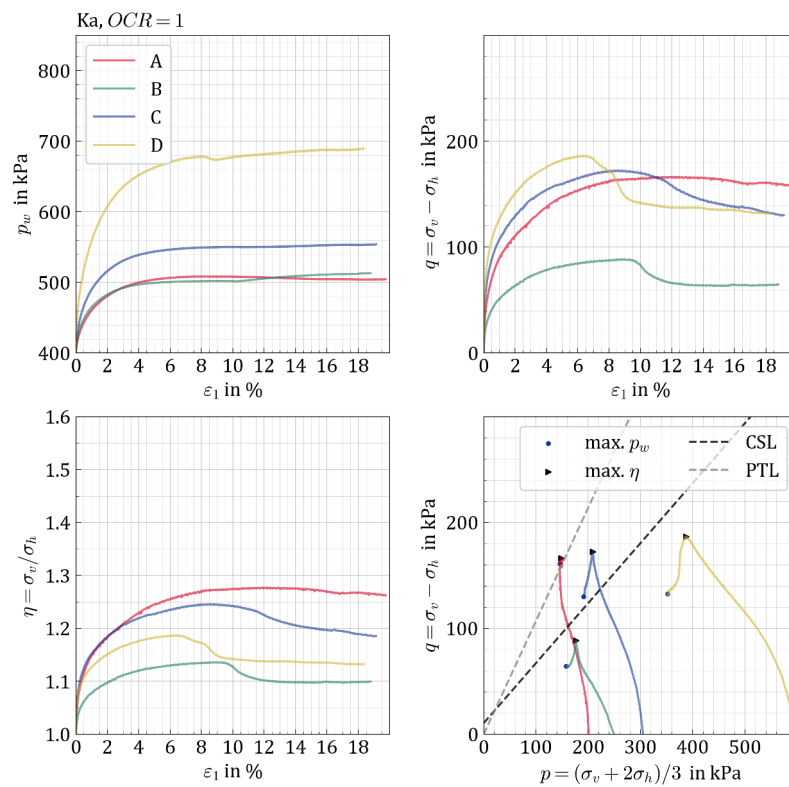 Ka, OCR = 1
800
700
600
500
400
p_w in kPa
A
B
C
D
0 2 4 6 8 10 12 14 16 18
ε₁ in %
200
100
0
q = σ_v − σ_h in kPa
0 2 4 6 8 10 12 14 16 18
ε₁ in %
1.6
1.5
1.4
1.3
1.2
1.1
1.0
η = σ_v/σ_h
0 2 4 6 8 10 12 14 16 18
ε₁ in %
max. p_w
max. η
CSL
PTL
200
100
0
q = σ_v − σ_h in kPa
0 100 200 300 400 500
p = (σ_v + 2σ_h)/3 in kPa